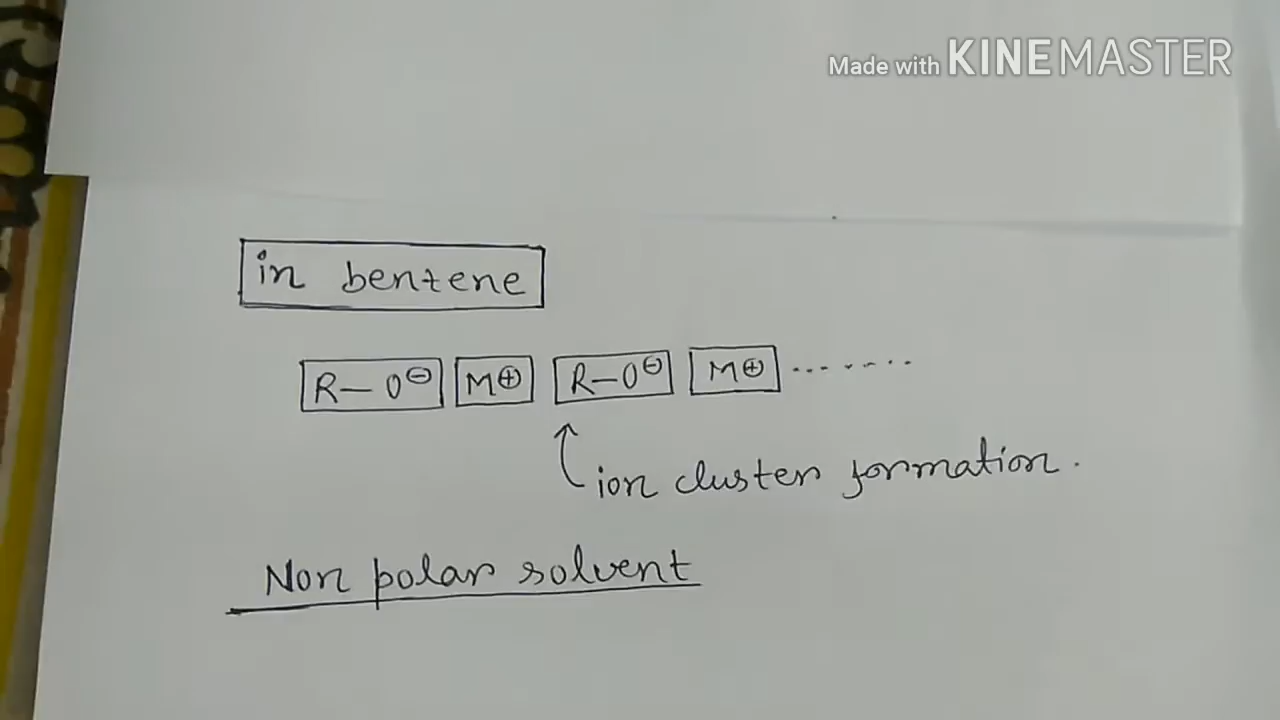 Made with KINEMASTER
in benzene
R— O⊖ M⊕ R—O⊖ M⊕ ........
ion cluster formation.
Non polar solvent